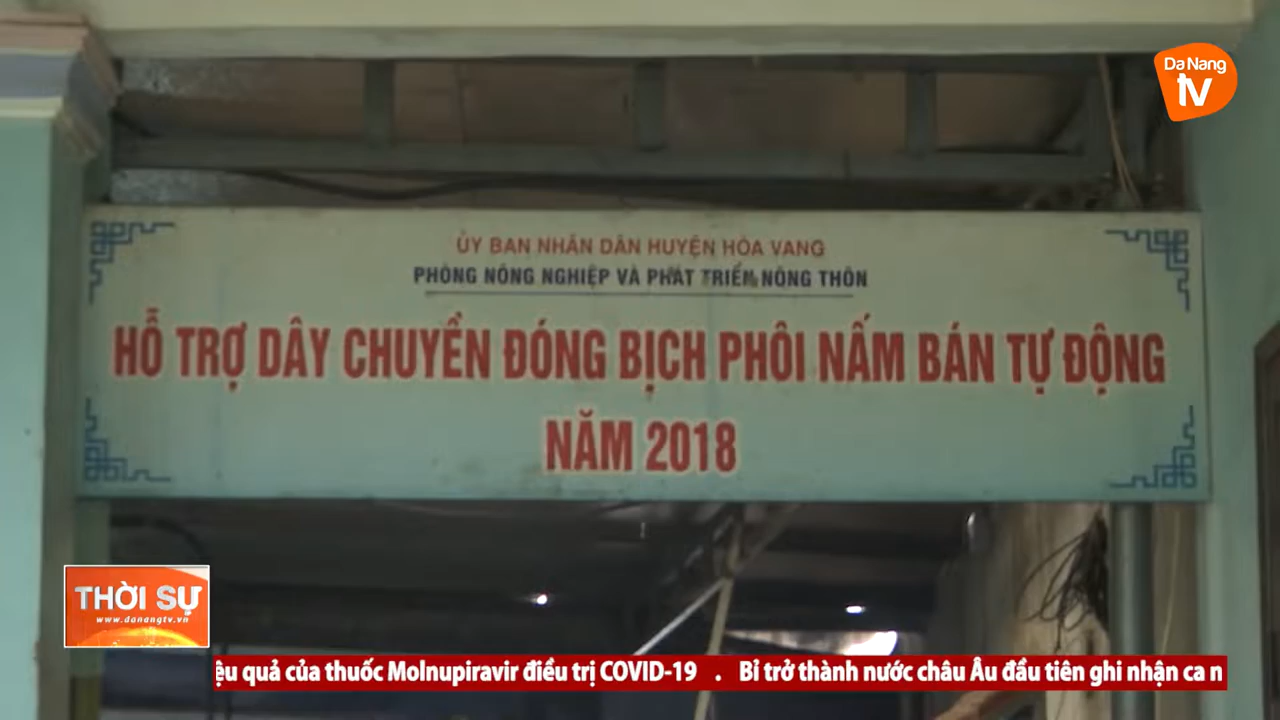 Da Nang
tv
ỦY BAN NHÂN DÂN HUYỆN HÒA VANG
PHÒNG NÔNG NGHIỆP VÀ PHÁT TRIỂN NÔNG THÔN
HỖ TRỢ DÂY CHUYỀN ĐÓNG BỊCH PHÔI NẤM BÁN TỰ ĐỘNG
NĂM 2018
THỜI SỰ
www.danangtv.vn
quả của thuốc Molnupiravir điều trị COVID-19 . Bỉ trở thành nước châu Âu đầu tiên ghi nhận ca